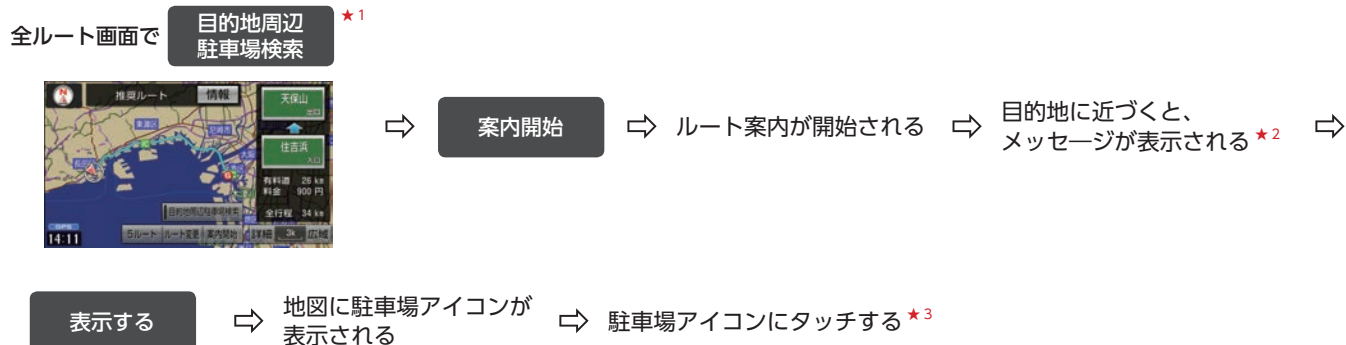 全ルート画面で
目的地周辺
駐車場検索
★1
推奨ルート
情報
天保山
出口
住吉浜
入口
有料道 26 km
料金 900 円
目的地周辺駐車場検索
全行程 34 km
GPS
14:11
5ルート ルート変更 案内開始 詳細 3k 広域
案内開始
ルート案内が開始される
目的地に近づくと、
メッセージが表示される★2
表示する
地図に駐車場アイコンが
表示される
駐車場アイコンにタッチする★3